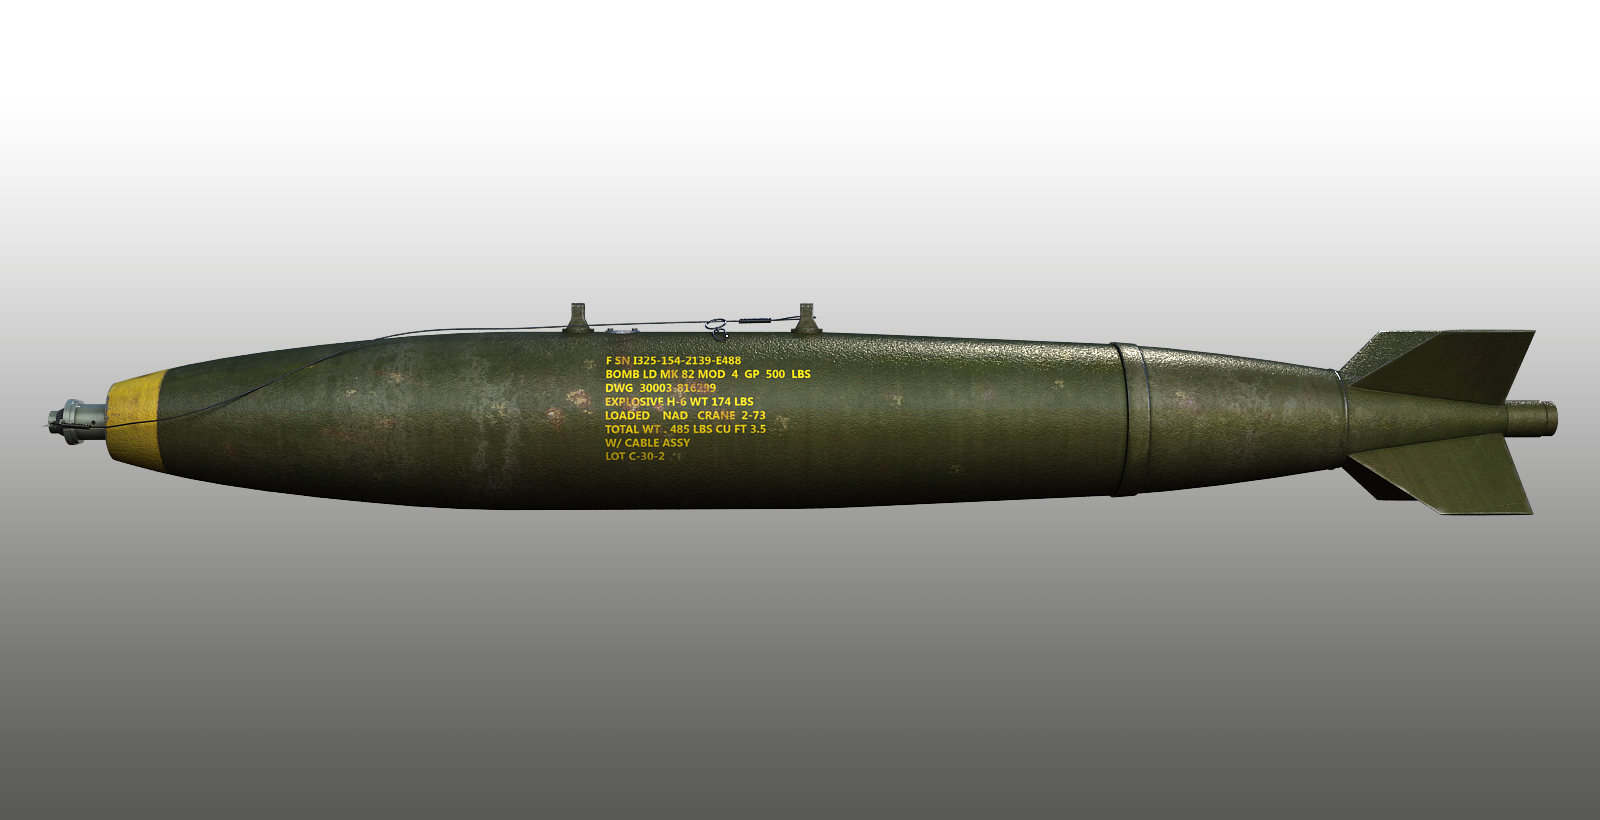 F SN I325-154-2139-E488
BOMB LD MK 82 MOD 4 GP 500 LBS
DWG 30003-816299
EXPLOSIVE H-6 WT 174 LBS
LOADED NAD CRANE 2-73
TOTAL WT . 485 LBS CU FT 3.5
W/ CABLE ASSY
LOT C-30-2